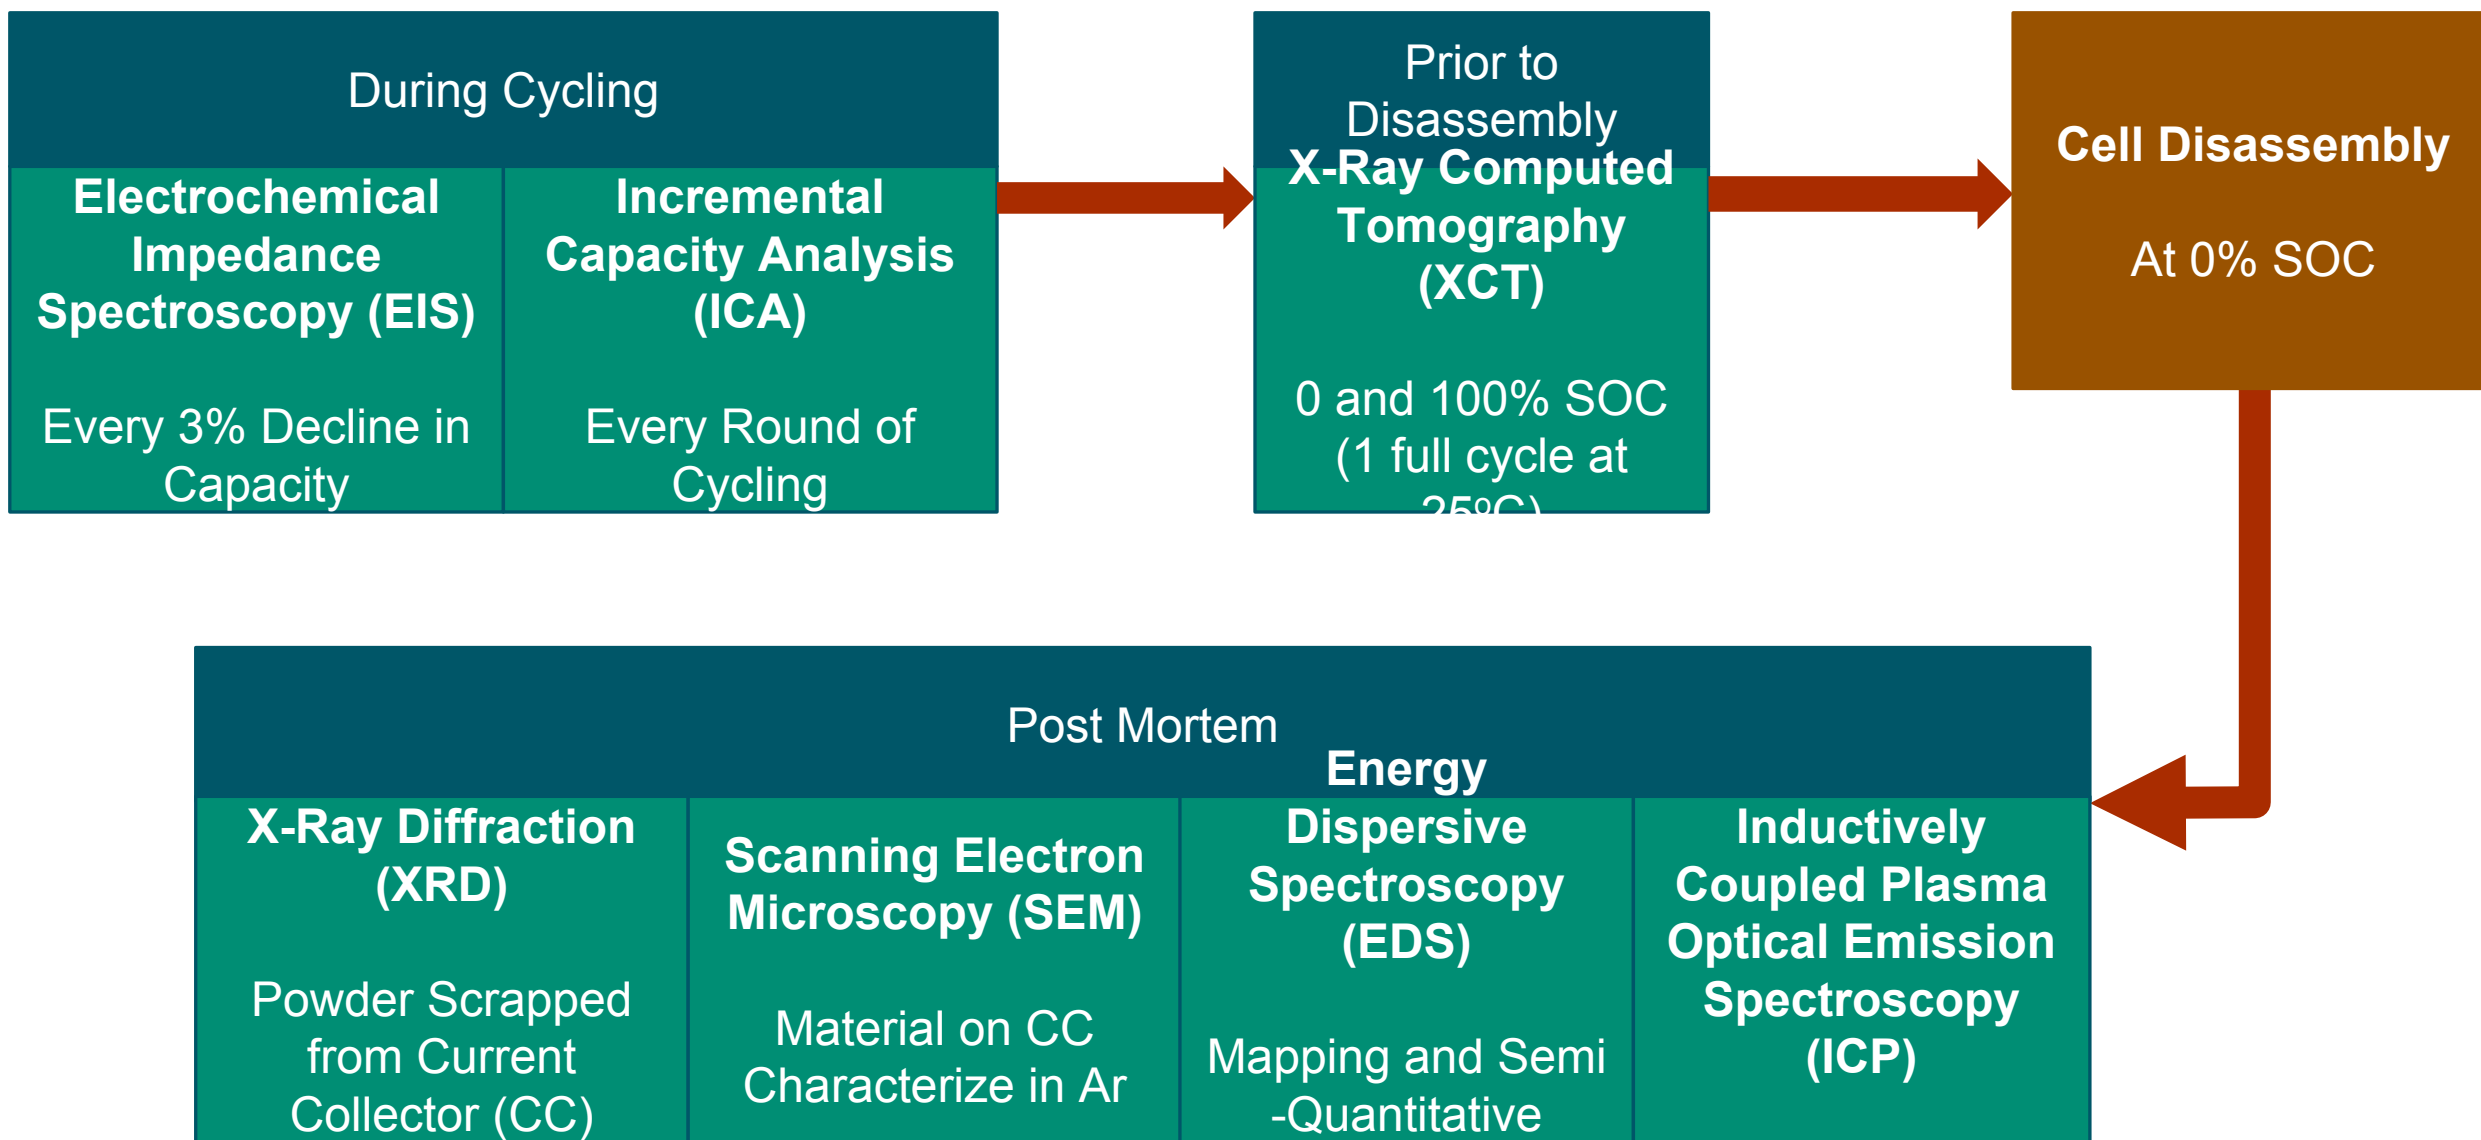 During Cycling
Electrochemical
Impedance
Spectroscopy (EIS)
Every 3% Decline in
Capacity
Incremental
Capacity Analysis
(ICA)
Every Round of
Cycling
Prior to
Disassembly
X-Ray Computed
Tomography
(XCT)
0 and 100% SOC
(1 full cycle at
25ºC)
Cell Disassembly
At 0% SOC
Post Mortem
X-Ray Diffraction
(XRD)
Powder Scrapped
from Current
Collector (CC)
Scanning Electron
Microscopy (SEM)
Material on CC
Characterize in Ar
Energy
Dispersive
Spectroscopy
(EDS)
Mapping and Semi
-Quantitative
Inductively
Coupled Plasma
Optical Emission
Spectroscopy
(ICP)